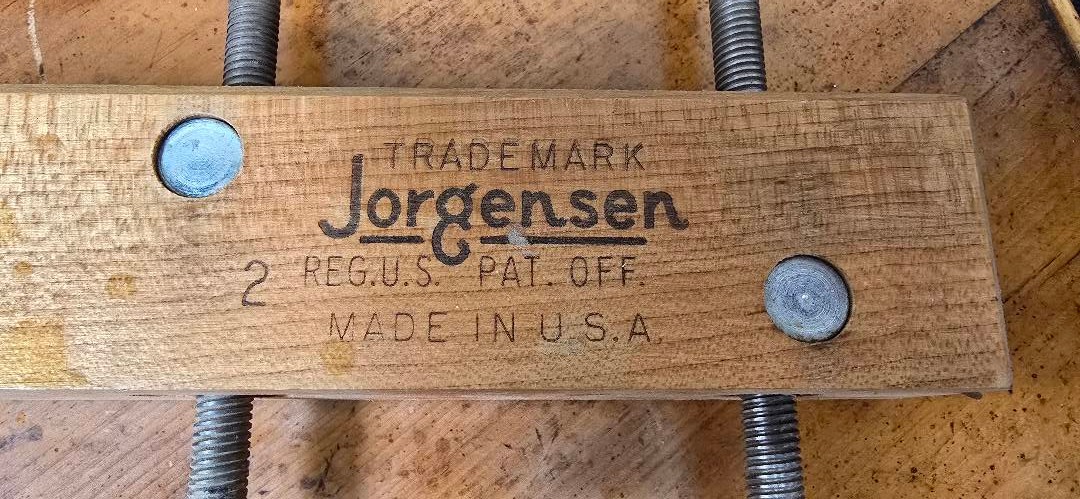 TRADEMARK
Jorgensen
2 REG.U.S. PAT. OFF.
MADE IN U.S.A.